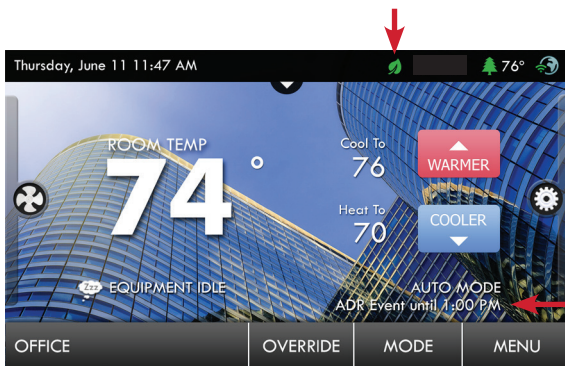 Thursday, June 11 11:47 AM
76°
ROOM TEMP
74°
Cool To
76
WARMER
Heat To
70
COOLER
Zzz
EQUIPMENT IDLE
AUTO MODE
ADR Event until 1:00 PM
OFFICE
OVERRIDE
MODE
MENU